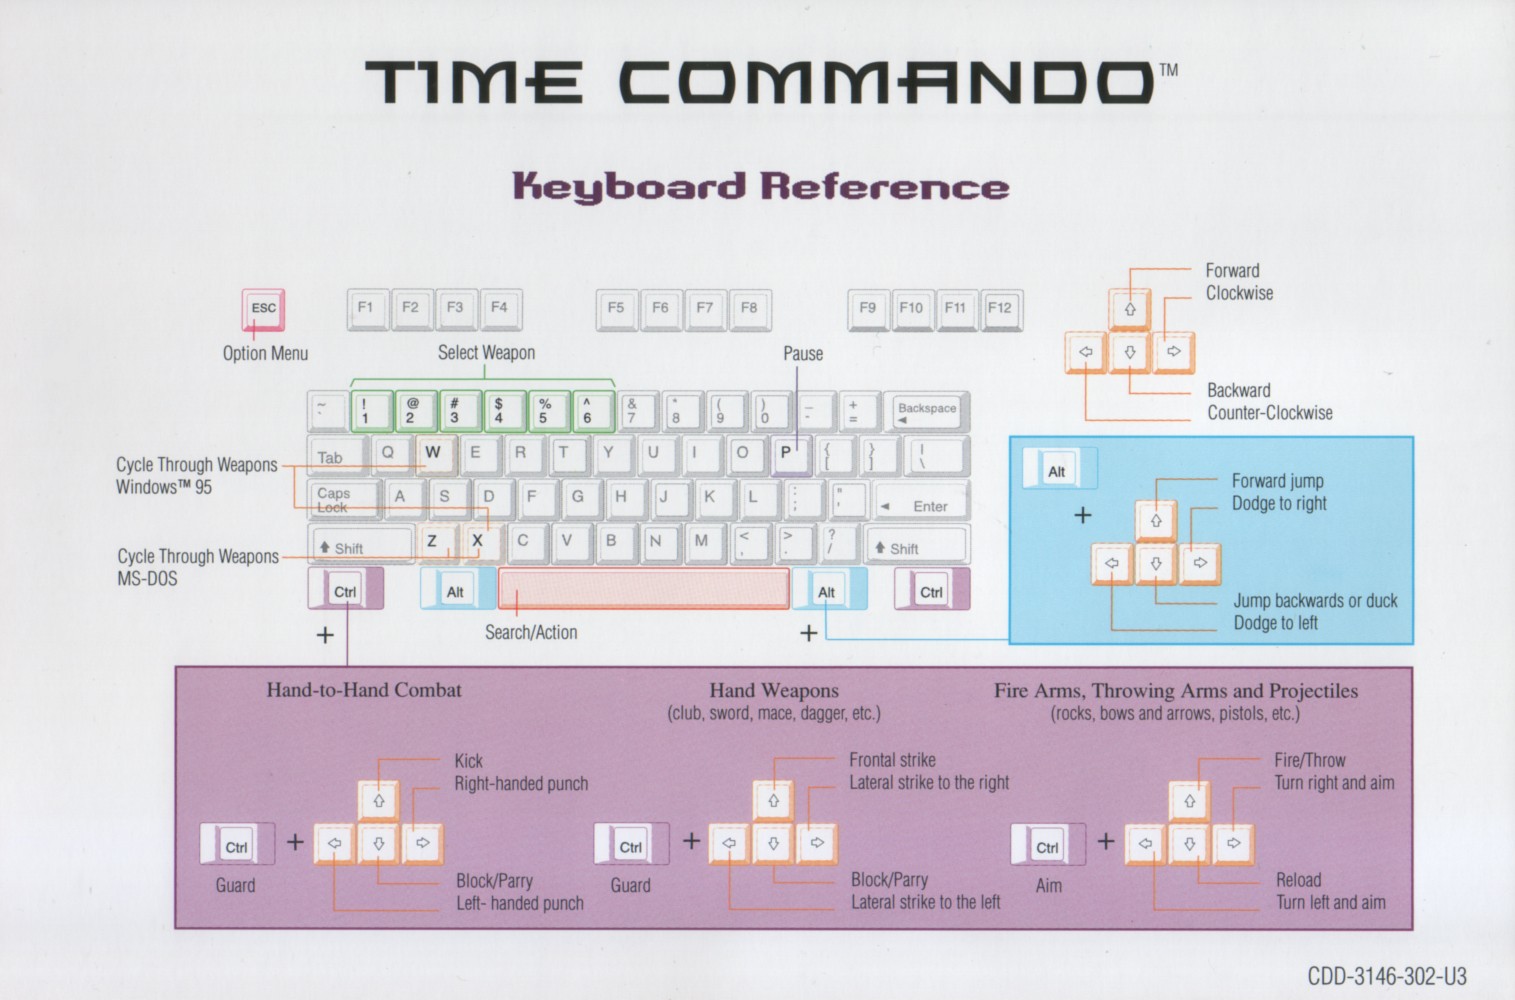 TIME COMMANDO™
Keyboard Reference
Forward
Clockwise
ESC
F1 F2 F3 F4 F5 F6 F7 F8 F9 F10 F11 F12
Option Menu
Select Weapon
Pause
Backward
Counter-Clockwise
~ ` ! 1 @ 2 # 3 $ 4 % 5 ^ 6 & 7 * 8 ( 9 ) 0 _ - + = Backspace
Tab Q W E R T Y U I O P { [ } ] | \
Cycle Through Weapons
Windows™ 95
Caps Lock A S D F G H J K L : ; " ' Enter
Shift Z X C V B N M < , > . ? / Shift
Cycle Through Weapons
MS-DOS
Ctrl Alt Alt Ctrl
+ Search/Action +
Alt
+
Forward jump
Dodge to right
Jump backwards or duck
Dodge to left
Hand-to-Hand Combat
Kick
Right-handed punch
Ctrl +
Guard
Block/Parry
Left- handed punch
Hand Weapons
(club, sword, mace, dagger, etc.)
Frontal strike
Lateral strike to the right
Ctrl +
Guard
Block/Parry
Lateral strike to the left
Fire Arms, Throwing Arms and Projectiles
(rocks, bows and arrows, pistols, etc.)
Fire/Throw
Turn right and aim
Ctrl +
Aim
Reload
Turn left and aim
CDD-3146-302-U3